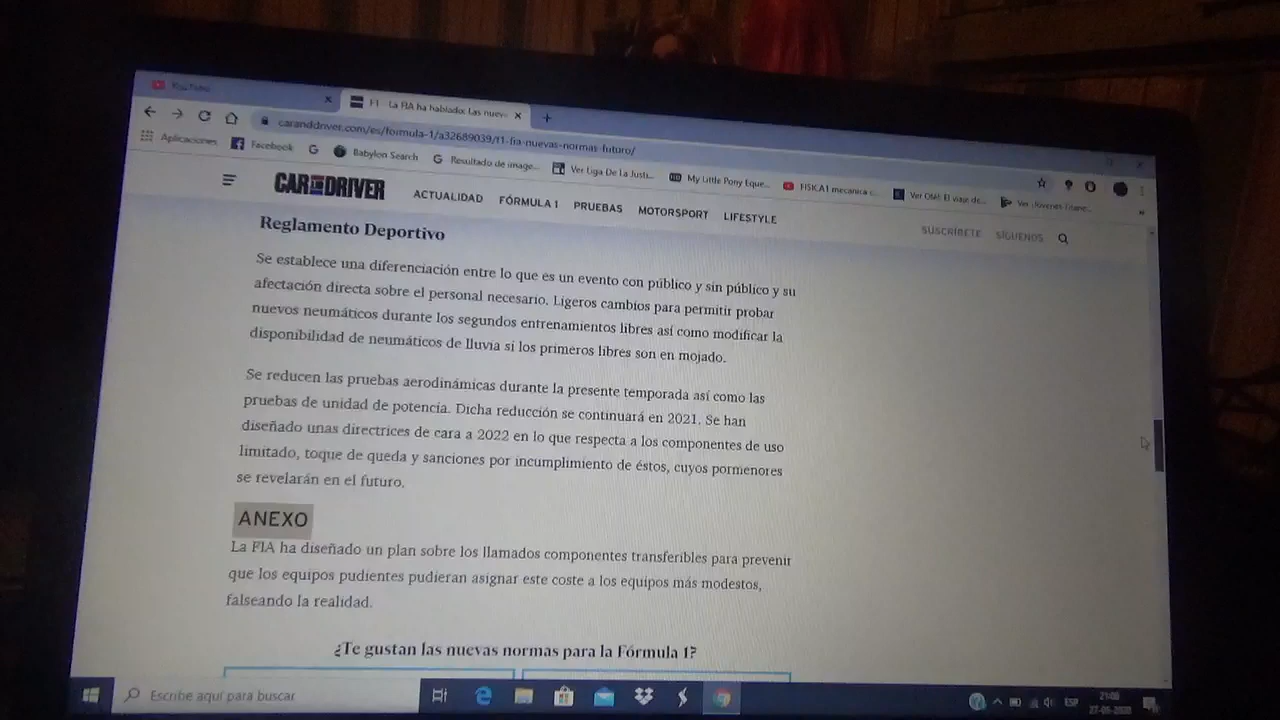 YouTube
F1 - La FIA ha hablado: las nuev
caranddriver.com/es/formula-1/a32689039/f1-fia-nuevas-normas-futuro/
Aplicaciones
Facebook
Babylon Search
Resultado de image...
Ver Liga De La Justi...
My Little Pony Eque...
FISICA1 mecanica
CAR AND DRIVER
ACTUALIDAD
FÓRMULA 1
PRUEBAS
MOTORSPORT
LIFESTYLE
SUSCRÍBETE
SÍGUENOS
Reglamento Deportivo
Se establece una diferenciación entre lo que es un evento con público y sin público y su
afectación directa sobre el personal necesario. Ligeros cambios para permitir probar
nuevos neumáticos durante los segundos entrenamientos libres así como modificar la
disponibilidad de neumáticos de lluvia si los primeros libres son en mojado.
Se reducen las pruebas aerodinámicas durante la presente temporada así como las
pruebas de unidad de potencia. Dicha reducción se continuará en 2021. Se han
diseñado unas directrices de cara a 2022 en lo que respecta a los componentes de uso
limitado, toque de queda y sanciones por incumplimiento de éstos, cuyos pormenores
se revelarán en el futuro.
ANEXO
La FIA ha diseñado un plan sobre los llamados componentes transferibles para prevenir
que los equipos pudientes pudieran asignar este coste a los equipos más modestos,
falseando la realidad.
¿Te gustan las nuevas normas para la Fórmula 1?
Escribe aquí para buscar
ESP
27-05-2020